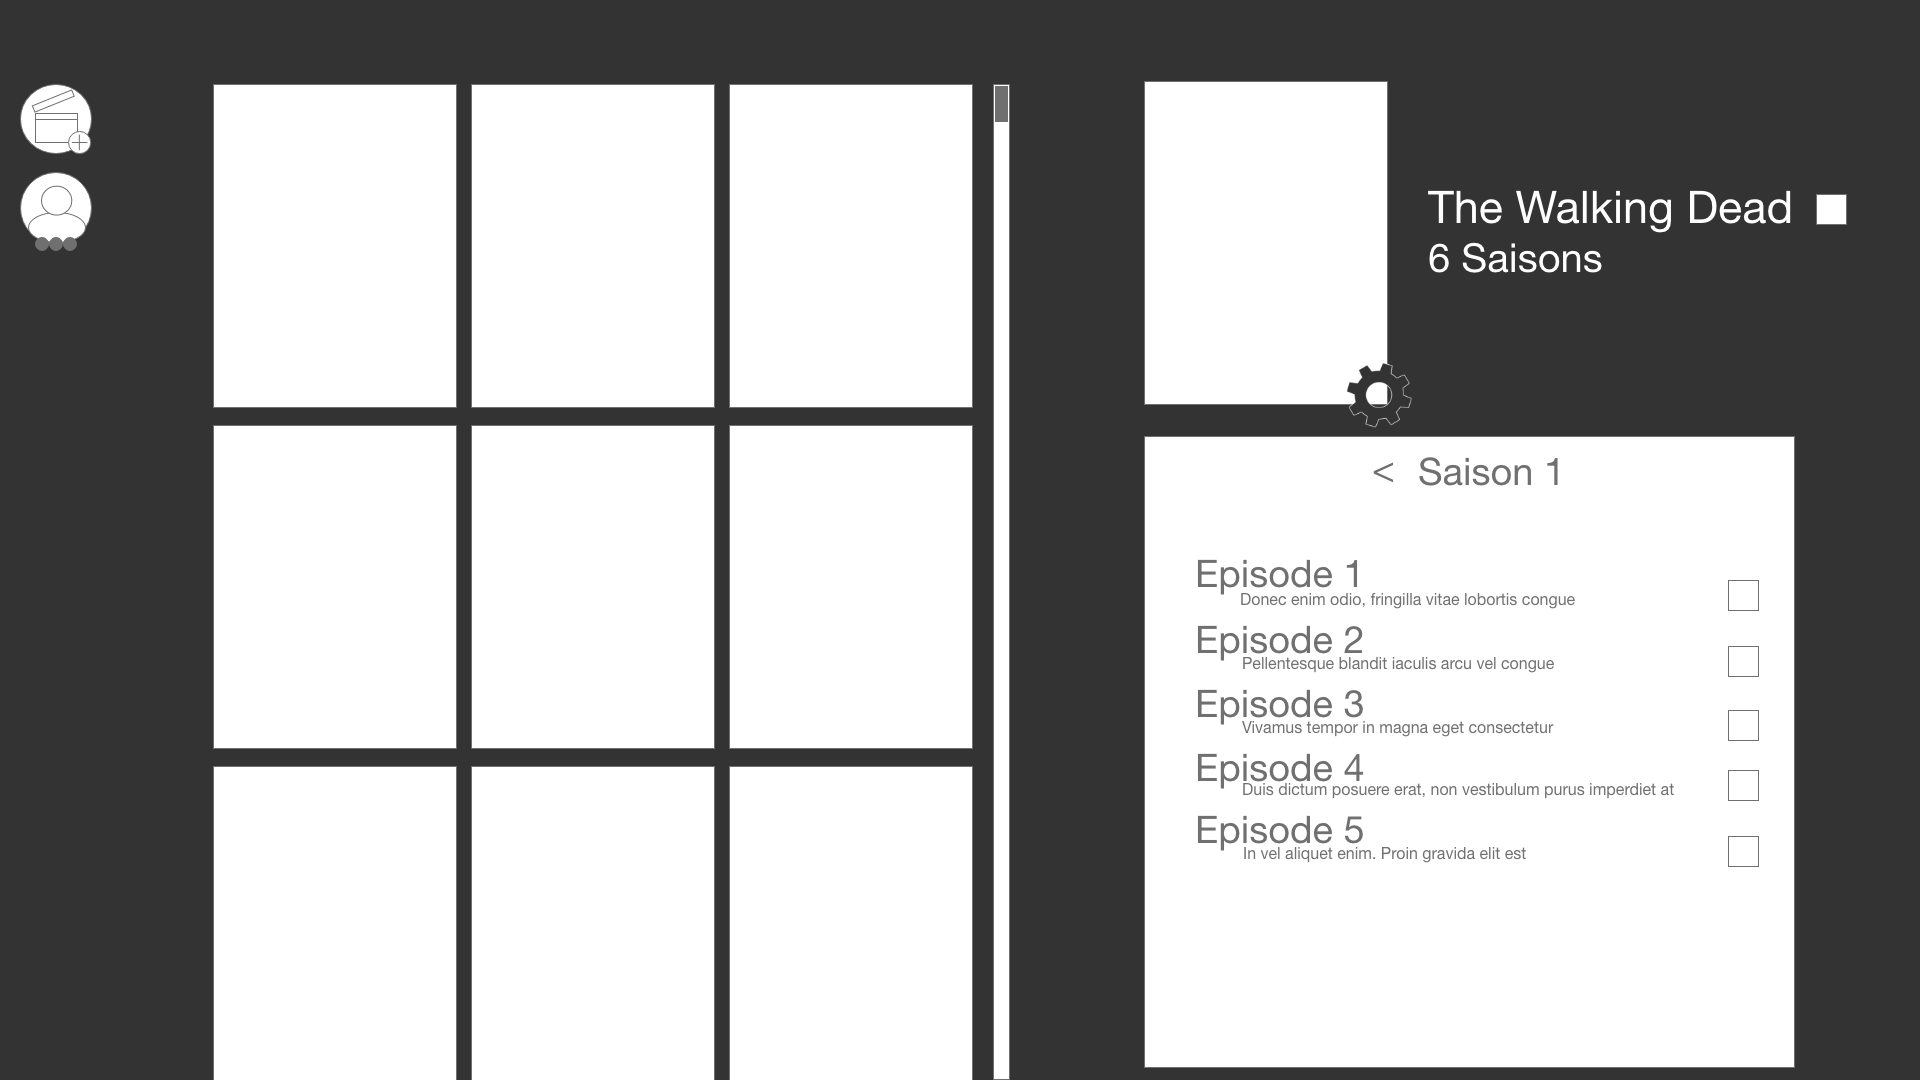 The Walking Dead
6 Saisons
< Saison 1
Episode 1
Donec enim odio, fringilla vitae lobortis congue
Episode 2
Pellentesque blandit iaculis arcu vel congue
Episode 3
Vivamus tempor in magna eget consectetur
Episode 4
Duis dictum posuere erat, non vestibulum purus imperdiet at
Episode 5
In vel aliquet enim. Proin gravida elit est